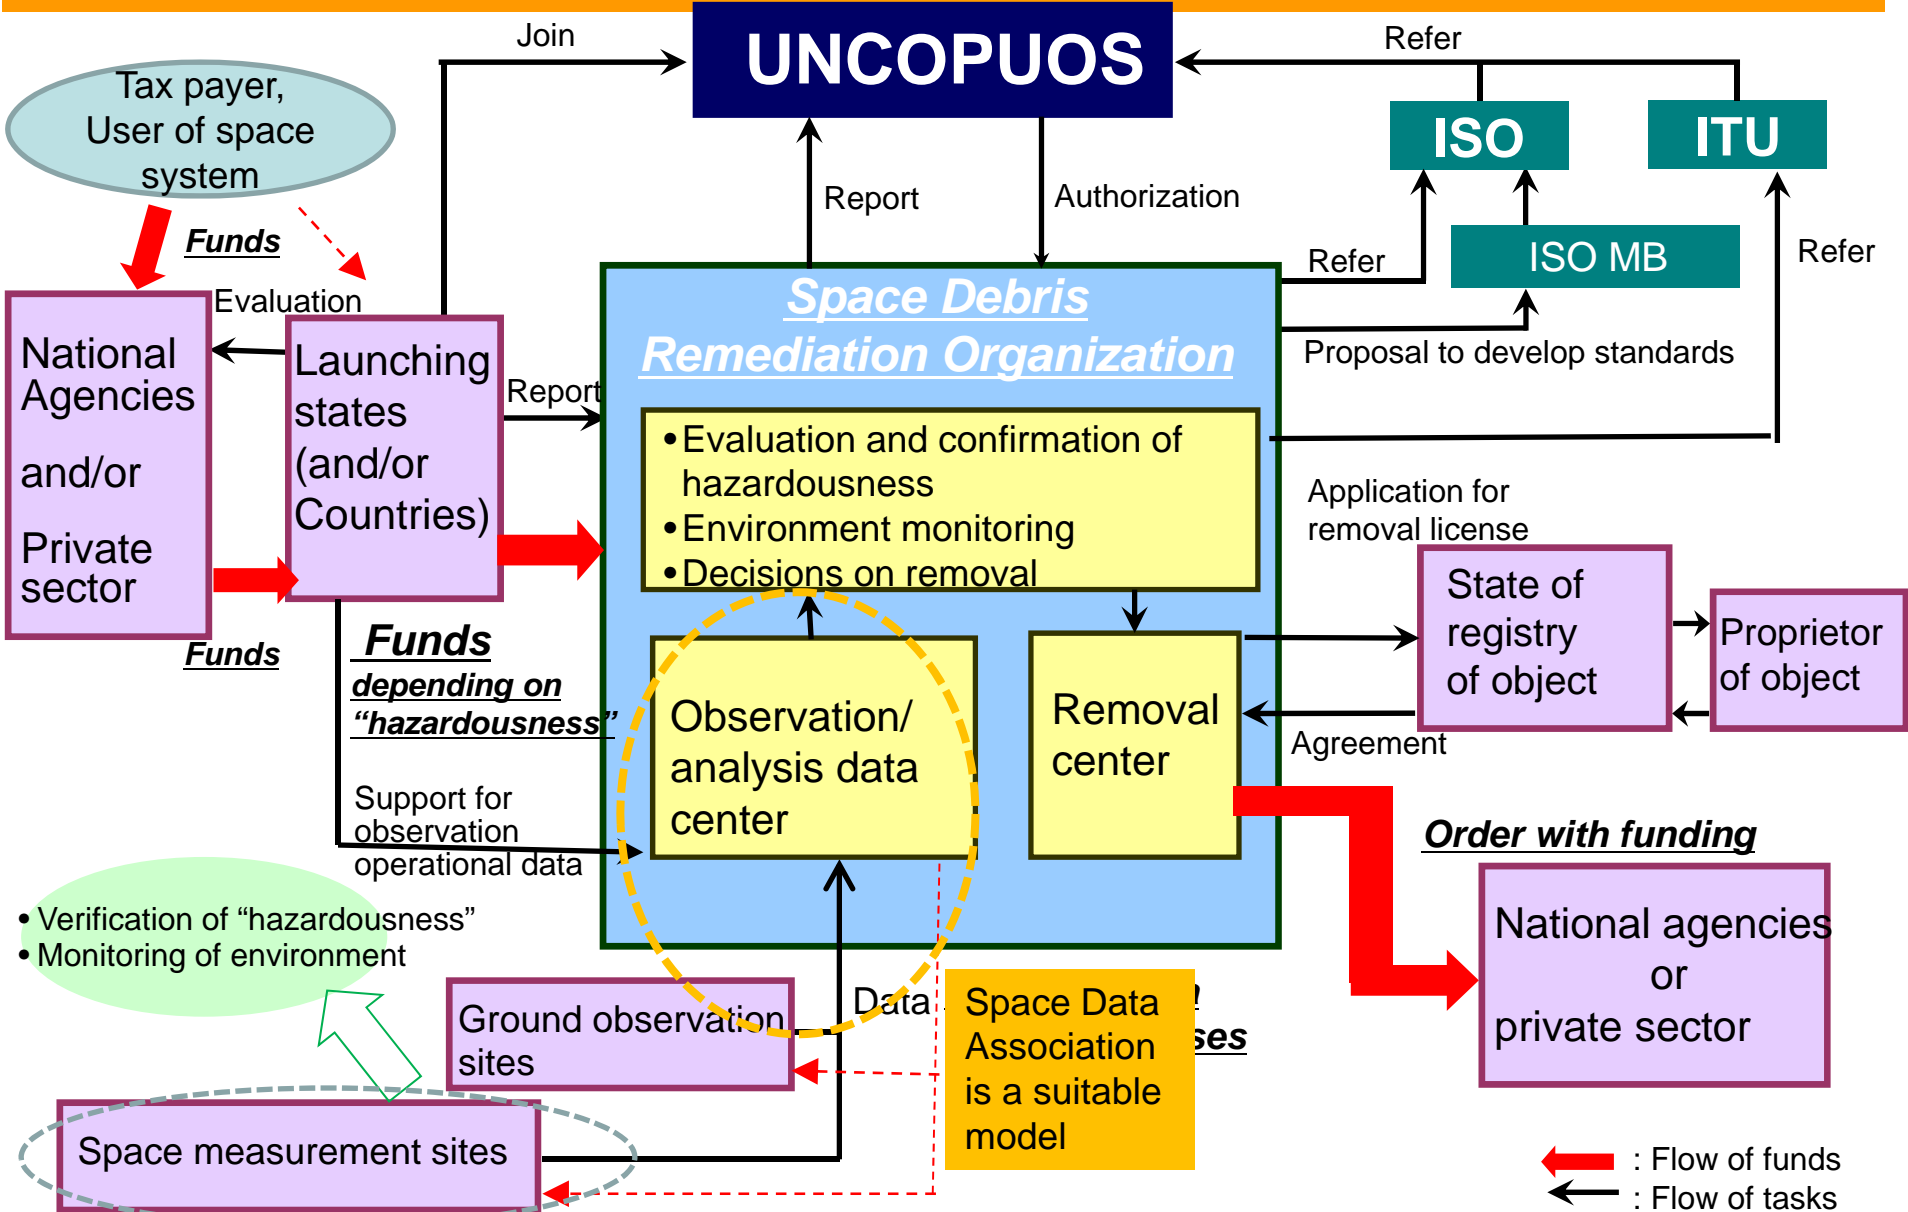 UNCOPUOS
Join
Refer
Tax payer,
User of space
system
ISO
ITU
Report
Authorization
Funds
Refer
ISO MB
Refer
Evaluation
Space Debris
Remediation Organization
National
Agencies
and/or
Private
sector
Launching
states
(and/or
Countries)
Report
Proposal to develop standards
•Evaluation and confirmation of
hazardousness
•Environment monitoring
•Decisions on removal
Application for
removal license
State of
registry
of object
Proprietor
of object
Funds
Funds
depending on
“hazardousness”
Observation/
analysis data
center
Removal
center
Agreement
Support for
observation
operational data
Order with funding
National agencies
or
private sector
• Verification of “hazardousness”
• Monitoring of environment
Ground observation
sites
Data
Space Data
Association
is a suitable
model
Space measurement sites
: Flow of funds
: Flow of tasks